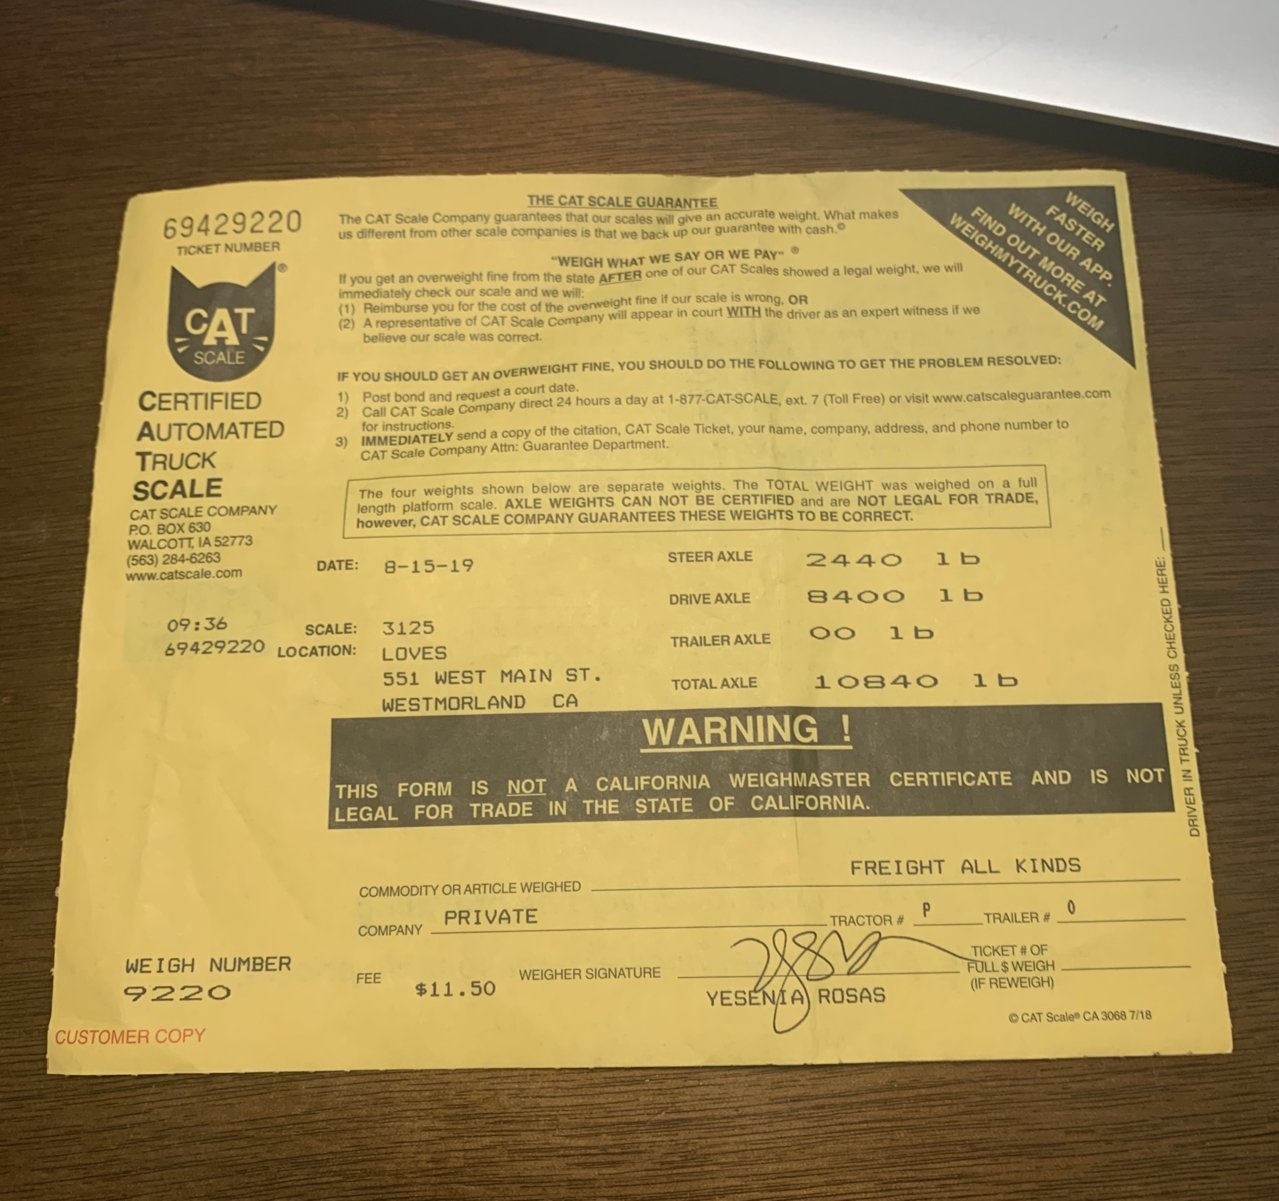 69429220
TICKET NUMBER
CAT
SCALE
®
CERTIFIED
AUTOMATED
TRUCK
SCALE
CAT SCALE COMPANY
P.O. BOX 630
WALCOTT, IA 52773
(563) 284-6263
www.catscale.com
THE CAT SCALE GUARANTEE
The CAT Scale Company guarantees that our scales will give an accurate weight. What makes
us different from other scale companies is that we back up our guarantee with cash.©
"WEIGH WHAT WE SAY OR WE PAY" ®
If you get an overweight fine from the state AFTER one of our CAT Scales showed a legal weight, we will
immediately check our scale and we will:
(1) Reimburse you for the cost of the overweight fine if our scale is wrong, OR
(2) A representative of CAT Scale Company will appear in court WITH the driver as an expert witness if we
believe our scale was correct.
WEIGH
FASTER
WITH OUR APP.
FIND OUT MORE AT
WEIGHMYTRUCK.COM
IF YOU SHOULD GET AN OVERWEIGHT FINE, YOU SHOULD DO THE FOLLOWING TO GET THE PROBLEM RESOLVED:
1) Post bond and request a court date.
2) Call CAT Scale Company direct 24 hours a day at 1-877-CAT-SCALE, ext. 7 (Toll Free) or visit www.catscaleguarantee.com
for instructions.
3) IMMEDIATELY send a copy of the citation, CAT Scale Ticket, your name, company, address, and phone number to
CAT Scale Company Attn: Guarantee Department.
The four weights shown below are separate weights. The TOTAL WEIGHT was weighed on a full
length platform scale. AXLE WEIGHTS CAN NOT BE CERTIFIED and are NOT LEGAL FOR TRADE,
however, CAT SCALE COMPANY GUARANTEES THESE WEIGHTS TO BE CORRECT.
DATE: 8-15-19
STEER AXLE 2440 lb
DRIVE AXLE 8400 lb
09:36
SCALE: 3125
TRAILER AXLE 00 lb
69429220
LOCATION: LOVES
551 WEST MAIN ST.
TOTAL AXLE 10840 lb
WESTMORLAND CA
DRIVER IN TRUCK UNLESS CHECKED HERE:
WARNING !
THIS FORM IS NOT A CALIFORNIA WEIGHMASTER CERTIFICATE AND IS NOT
LEGAL FOR TRADE IN THE STATE OF CALIFORNIA.
COMMODITY OR ARTICLE WEIGHED FREIGHT ALL KINDS
COMPANY PRIVATE TRACTOR # P TRAILER # 0
WEIGH NUMBER
9220
FEE $11.50
WEIGHER SIGNATURE
YESENIA ROSAS
TICKET # OF
FULL $ WEIGH
(IF REWEIGH)
© CAT Scale® CA 3068 7/18
CUSTOMER COPY